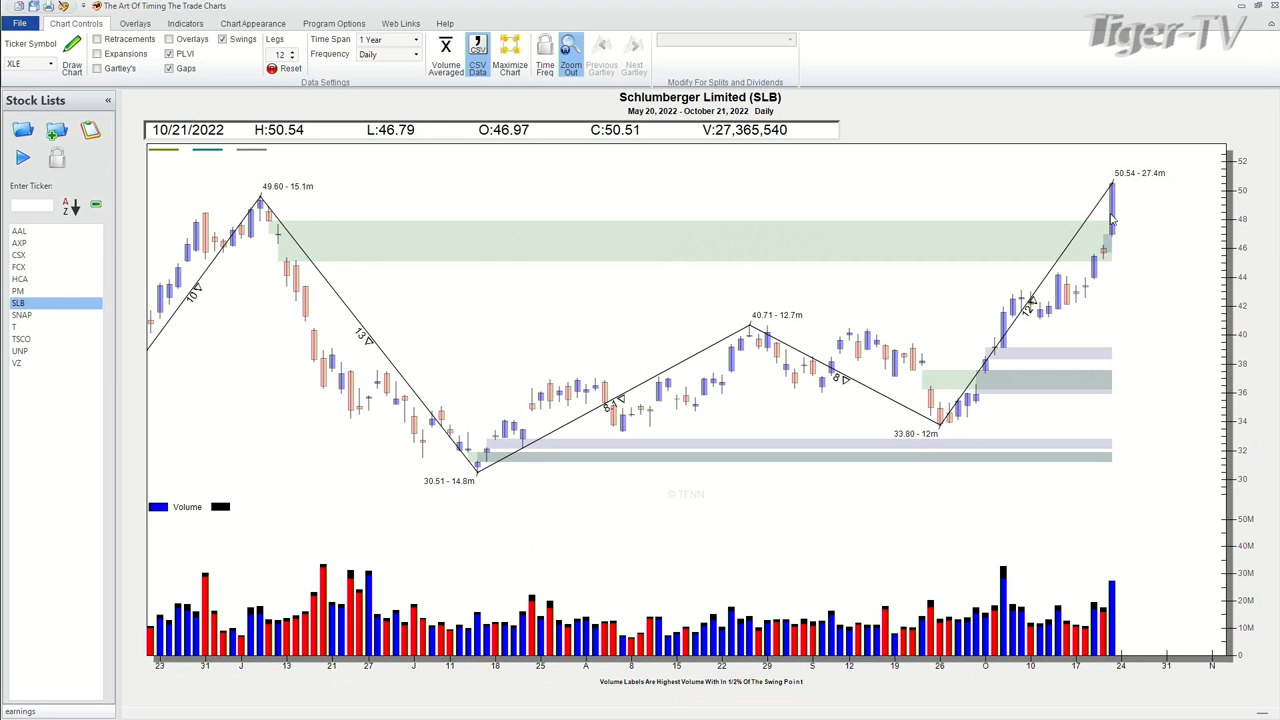 The Art Of Timing The Trade Charts
File Chart Controls Overlays Indicators Chart Appearance Program Options Web Links Help
Tiger-TV
Ticker Symbol
XLE
Draw
Chart
Retracements Overlays Swings
Expansions PLVI
Gartley's Gaps
Legs
12
Reset
Time Span 1 Year
Frequency Daily
Data Settings
Volume
Averaged
CSV
CSV
Data
Maximize
Chart
Time
Freq
Zoom
Out
Previous
Gartley
Next
Gartley
Modify For Splits and Dividends
Stock Lists «
Enter Ticker:
A
Z
AAL
AXP
CSX
FCX
HCA
PM
SLB
SNAP
T
TSCO
UNP
VZ
earnings
Schlumberger Limited (SLB)
May 20, 2022 - October 21, 2022 Daily
10/21/2022 H:50.54 L:46.79 O:46.97 C:50.51 V:27,365,540
49.60 - 15.1m
50.54 - 27.4m
40.71 - 12.7m
33.80 - 12m
30.51 - 14.8m
10
13
8
12
52
50
48
46
44
42
40
38
36
34
32
30
© TFNN
Volume
50M
40M
30M
20M
10M
0
23 31 J 13 21 27 J 11 18 25 A 8 15 22 29 S 12 19 26 O 10 17 24 31 N
Volume Labels Are Highest Volume With In 1/2% Of The Swing Point